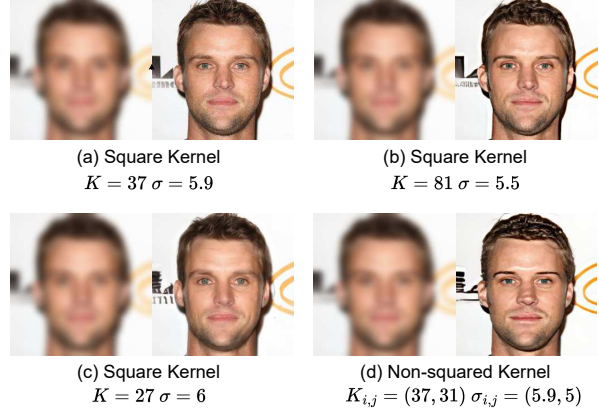 (a) Square Kernel
K = 37 σ = 5.9
(b) Square Kernel
K = 81 σ = 5.5
(c) Square Kernel
K = 27 σ = 6
(d) Non-squared Kernel
K_{i,j} = (37, 31) σ_{i,j} = (5.9, 5)